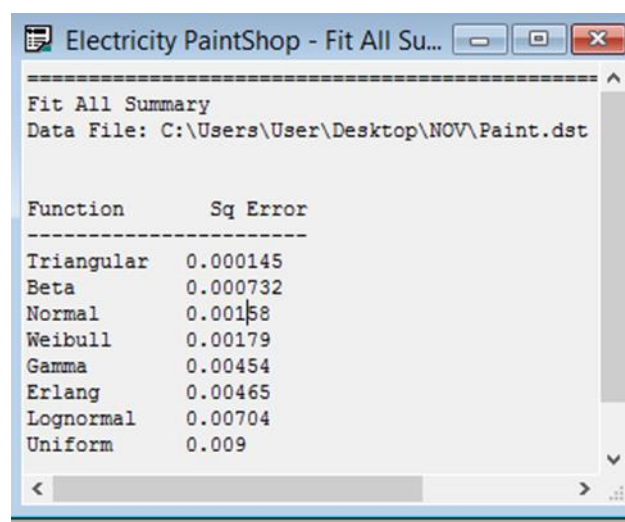 Electricity PaintShop - Fit All Su...
==================================================
Fit All Summary
Data File: C:\Users\User\Desktop\NOV\Paint.dst
Function Sq Error
-----------------------
Triangular 0.000145
Beta 0.000732
Normal 0.00158
Weibull 0.00179
Gamma 0.00454
Erlang 0.00465
Lognormal 0.00704
Uniform 0.009